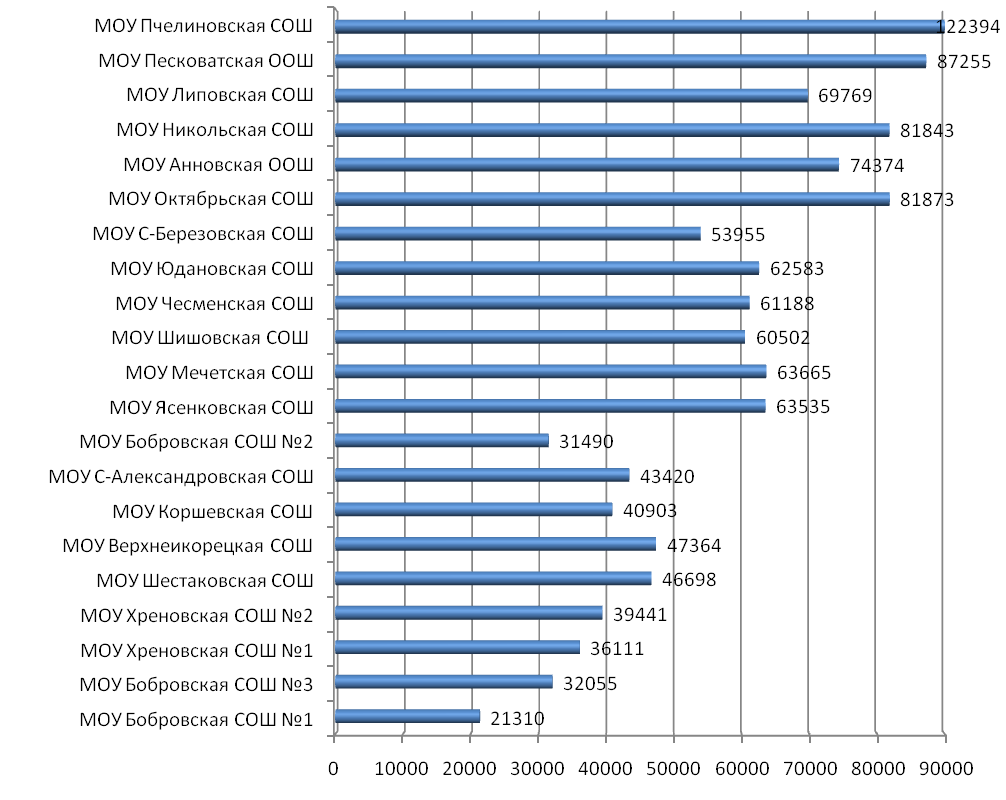 МОУ Пчелиновская СОШ 122394
МОУ Песковатская ООШ 87255
МОУ Липовская СОШ 69769
МОУ Никольская СОШ 81843
МОУ Анновская ООШ 74374
МОУ Октябрьская СОШ 81873
МОУ С-Березовская СОШ 53955
МОУ Юдановская СОШ 62583
МОУ Чесменская СОШ 61188
МОУ Шишовская СОШ 60502
МОУ Мечетская СОШ 63665
МОУ Ясенковская СОШ 63535
МОУ Бобровская СОШ №2 31490
МОУ С-Александровская СОШ 43420
МОУ Коршевская СОШ 40903
МОУ Верхнеикорецкая СОШ 47364
МОУ Шестаковская СОШ 46698
МОУ Хреновская СОШ №2 39441
МОУ Хреновская СОШ №1 36111
МОУ Бобровская СОШ №3 32055
МОУ Бобровская СОШ №1 21310
0 10000 20000 30000 40000 50000 60000 70000 80000 90000